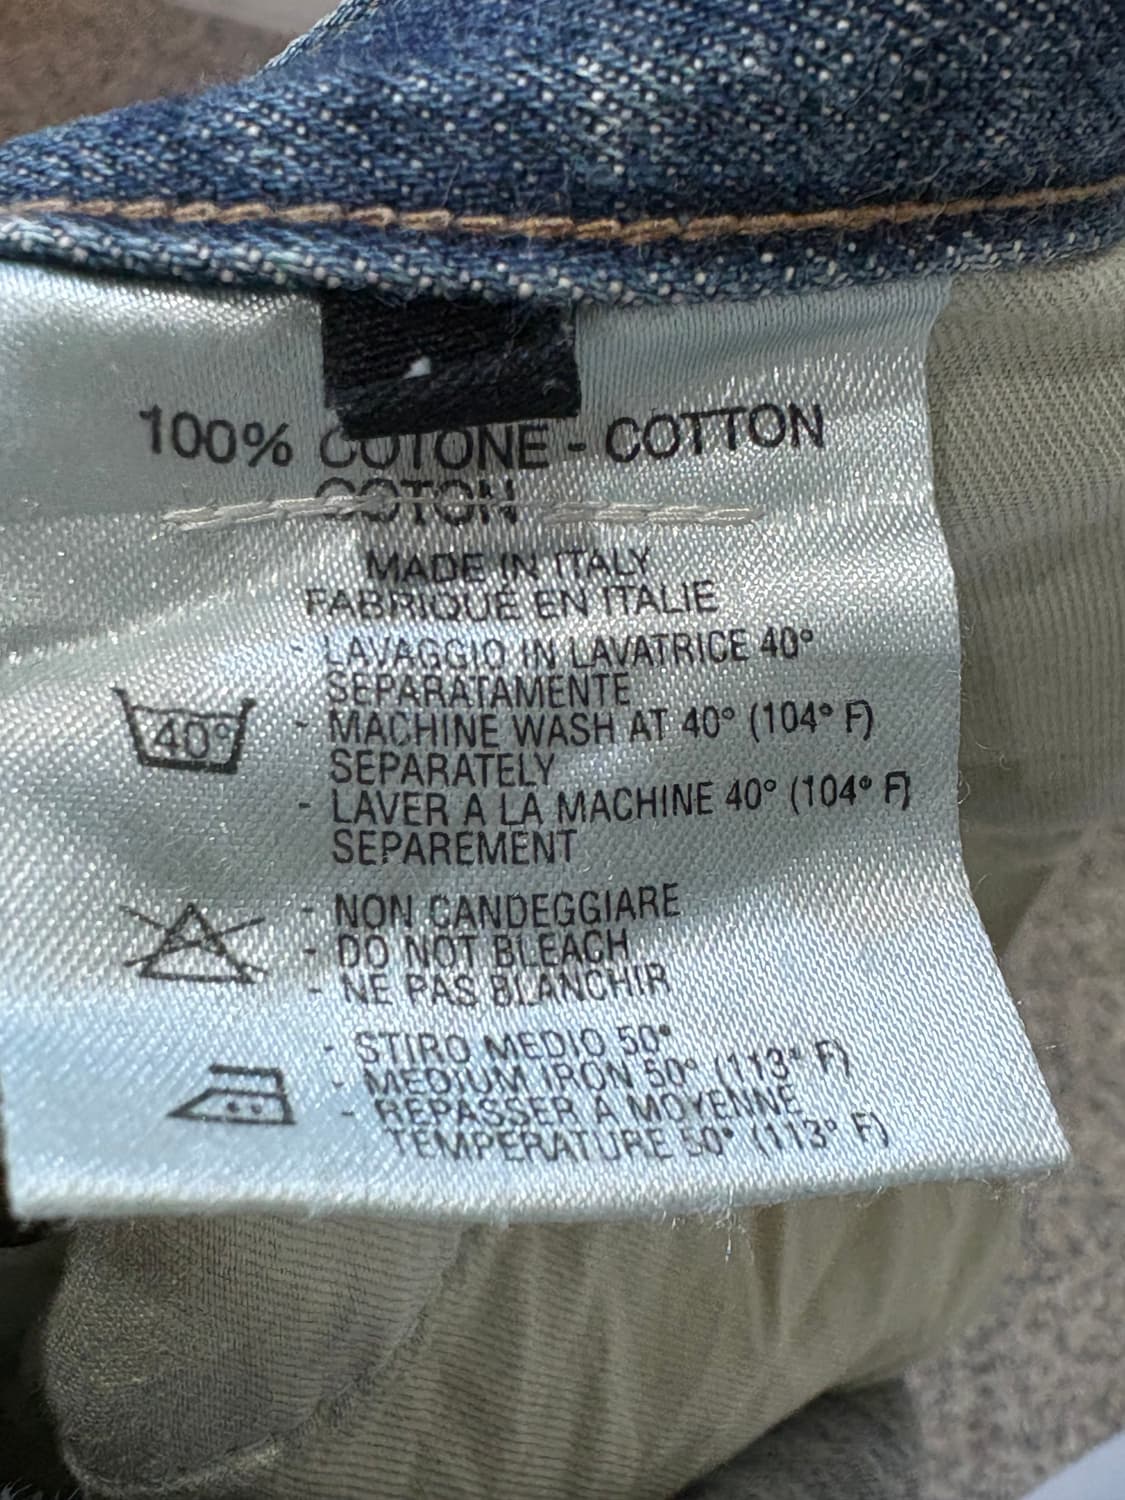 100% COTONE - COTTON
COTON
MADE IN ITALY
FABRIQUE EN ITALIE
- LAVAGGIO IN LAVATRICE 40°
SEPARATAMENTE
40°
- MACHINE WASH AT 40° (104° F)
SEPARATELY
- LAVER A LA MACHINE 40° (104° F)
SEPAREMENT
- NON CANDEGGIARE
- DO NOT BLEACH
- NE PAS BLANCHIR
- STIRO MEDIO 50°
- MEDIUM IRON 50° (113° F)
- REPASSER A MOYENNE
TEMPERATURE 50° (113° F)